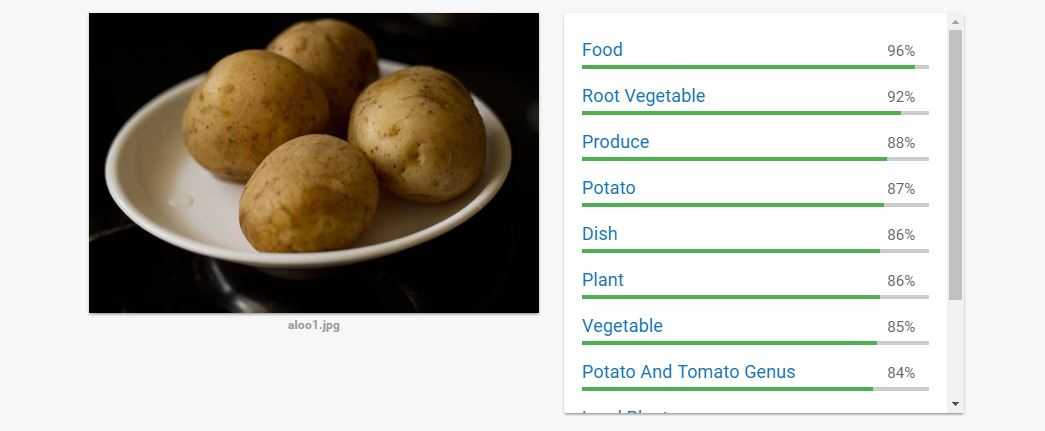 Food 96%
Root Vegetable 92%
Produce 88%
Potato 87%
Dish 86%
Plant 86%
Vegetable 85%
Potato And Tomato Genus 84%
aloo1.jpg